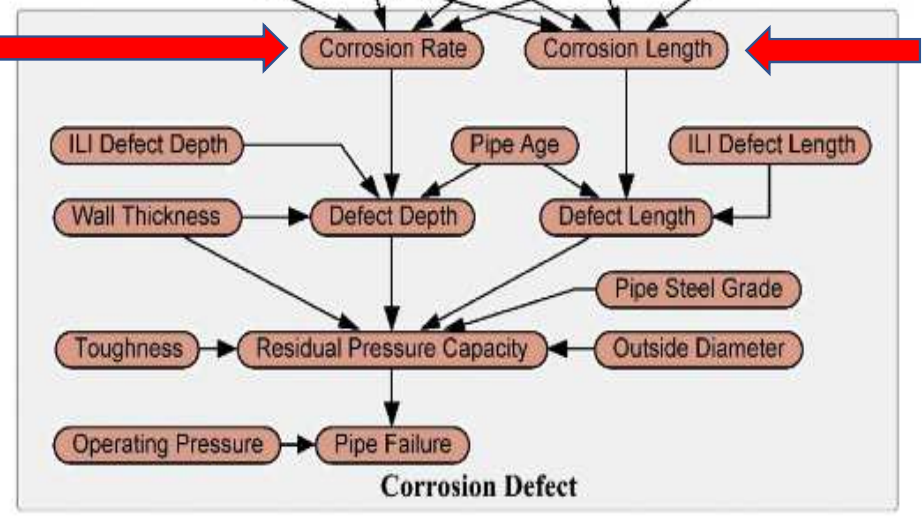 Corrosion Rate
Corrosion Length
ILI Defect Depth
Pipe Age
ILI Defect Length
Wall Thickness
Defect Depth
Defect Length
Pipe Steel Grade
Toughness
Residual Pressure Capacity
Outside Diameter
Operating Pressure
Pipe Failure
Corrosion Defect